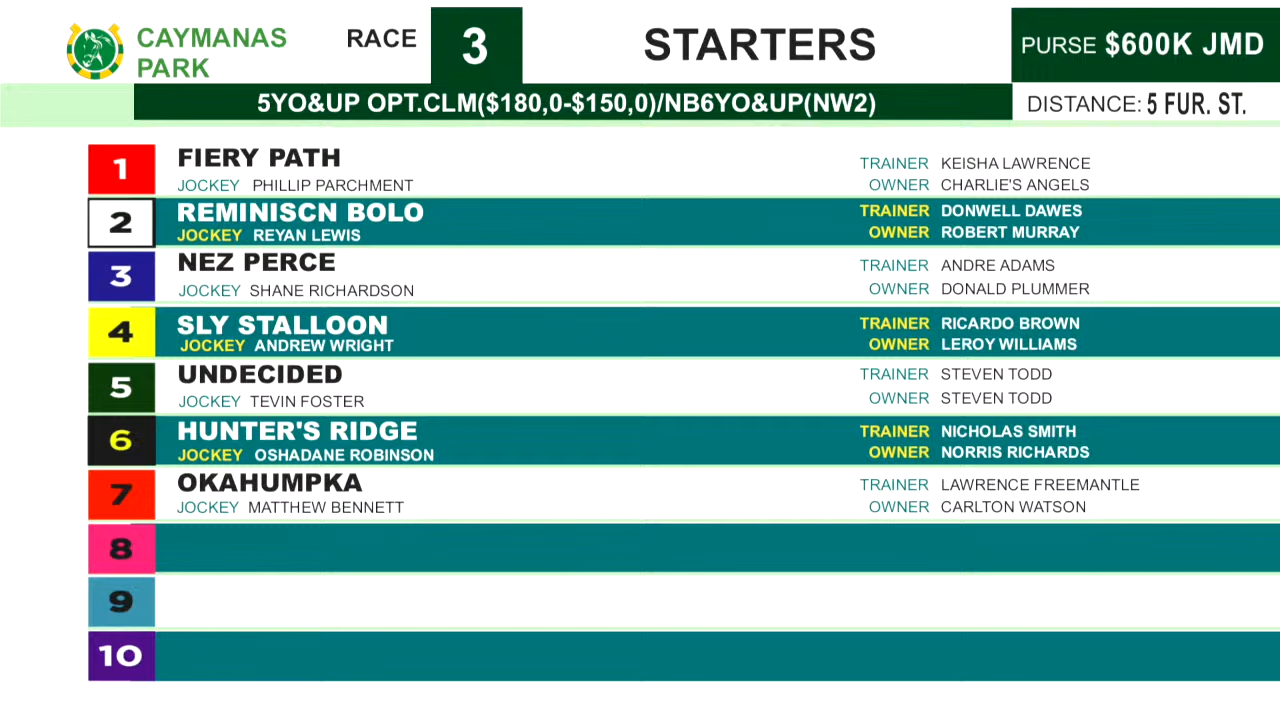 CAYMANAS PARK
RACE 3
STARTERS
PURSE $600K JMD
5YO&UP OPT.CLM($180,0-$150,0)/NB6YO&UP(NW2)
DISTANCE: 5 FUR. ST.
1 FIERY PATH
JOCKEY PHILLIP PARCHMENT
TRAINER KEISHA LAWRENCE
OWNER CHARLIE'S ANGELS
2 REMINISCN BOLO
JOCKEY REYAN LEWIS
TRAINER DONWELL DAWES
OWNER ROBERT MURRAY
3 NEZ PERCE
JOCKEY SHANE RICHARDSON
TRAINER ANDRE ADAMS
OWNER DONALD PLUMMER
4 SLY STALLOON
JOCKEY ANDREW WRIGHT
TRAINER RICARDO BROWN
OWNER LEROY WILLIAMS
5 UNDECIDED
JOCKEY TEVIN FOSTER
TRAINER STEVEN TODD
OWNER STEVEN TODD
6 HUNTER'S RIDGE
JOCKEY OSHADANE ROBINSON
TRAINER NICHOLAS SMITH
OWNER NORRIS RICHARDS
7 OKAHUMPKA
JOCKEY MATTHEW BENNETT
TRAINER LAWRENCE FREEMANTLE
OWNER CARLTON WATSON
8
9
10